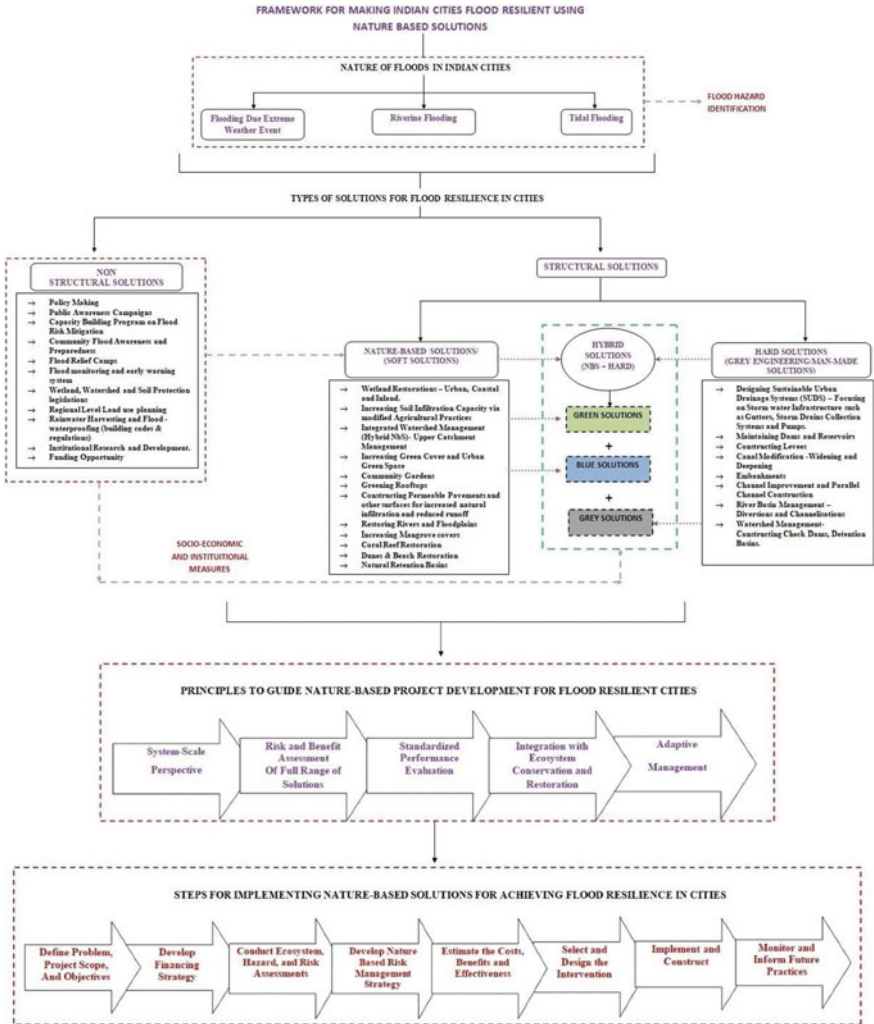 FRAMEWORK FOR MAKING INDIAN CITIES FLOOD RESILIENT USING
NATURE BASED SOLUTIONS
NATURE OF FLOODS IN INDIAN CITIES
Flooding Due Extreme
Weather Event
Riverine Flooding
Tidal Flooding
FLOOD HAZARD
IDENTIFICATION
TYPES OF SOLUTIONS FOR FLOOD RESILIENCE IN CITIES
NON
STRUCTURAL SOLUTIONS
→ Policy Making
→ Public Awareness Campaigns
→ Capacity Building Program on Flood
Risk Mitigation
→ Community Flood Awareness and
Preparedness
→ Flood Relief Camps
→ Flood monitoring and early warning
system
→ Wetland, Watershed and Soil Protection
legislations
→ Regional Level Land use planning
→ Rainwater Harvesting and Flood -
waterproofing (building codes &
regulations)
→ Institutional Research and Development.
→ Funding Opportunity
SOCIO-ECONOMIC
AND INSTITUITIONAL
MEASURES
STRUCTURAL SOLUTIONS
NATURE-BASED SOLUTIONS/
(SOFT SOLUTIONS)
→ Wetland Restorations – Urban, Coastal
and Inland.
→ Increasing Soil Infiltration Capacity via
modified Agricultural Practices
→ Integrated Watershed Management
(Hybrid NbS)- Upper Catchment
Management
→ Increasing Green Cover and Urban
Green Space
→ Community Gardens
→ Greening Rooftops
→ Constructing Permeable Pavements and
other surfaces for increased natural
infiltration and reduced runoff
→ Restoring Rivers and Floodplains
→ Increasing Mangrove covers
→ Coral Reef Restoration
→ Dunes & Beach Restoration
→ Natural Retention Basins
HYBRID
SOLUTIONS
(NBS + HARD)
GREEN SOLUTIONS
+
BLUE SOLUTIONS
+
GREY SOLUTIONS
HARD SOLUTIONS
(GREY ENGINEERING-MAN-MADE
SOLUTIONS)
→ Designing Sustainable Urban
Drainage Systems (SUDS) – Focusing
on Storm water Infrastructure such
as Gutters, Storm Drains Collection
Systems and Pumps.
→ Maintaining Dams and Reservoirs
→ Constructing Levees
→ Canal Modification -Widening and
Deepening
→ Embankments
→ Channel Improvement and Parallel
Channel Construction
→ River Basin Management –
Diversions and Channelisations
→ Watershed Management-
Constructing Check Dams, Detention
Basins.
PRINCIPLES TO GUIDE NATURE-BASED PROJECT DEVELOPMENT FOR FLOOD RESILIENT CITIES
System-Scale
Perspective
Risk and Benefit
Assessment
Of Full Range of
Solutions
Standardized
Performance
Evaluation
Integration with
Ecosystem
Conservation and
Restoration
Adaptive
Management
STEPS FOR IMPLEMENTING NATURE-BASED SOLUTIONS FOR ACHIEVING FLOOD RESILIENCE IN CITIES
Define Problem,
Project Scope,
And Objectives
Develop
Financing
Strategy
Conduct Ecosystem,
Hazard, and Risk
Assessments
Develop Nature
Based Risk
Management
Strategy
Estimate the Costs,
Benefits and
Effectiveness
Select and
Design the
Intervention
Implement and
Construct
Monitor and
Inform Future
Practices